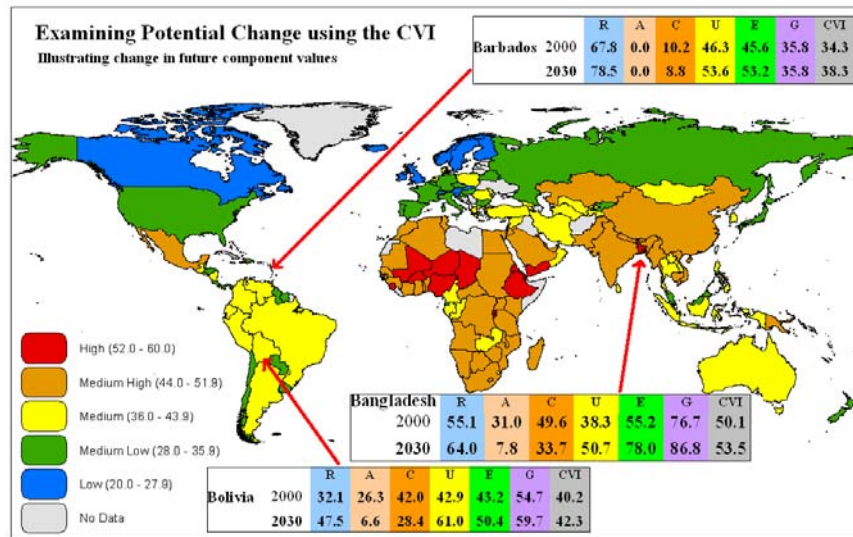 Examining Potential Change using the CVI
Illustrating change in future component values
R A C U E G CVI
Barbados 2000 67.8 0.0 10.2 46.3 45.6 35.8 34.3
2030 78.5 0.0 8.8 53.6 53.2 35.8 38.3
High (52.0 - 60.0)
Medium High (44.0 - 51.9)
Medium (36.0 - 43.9)
Medium Low (28.0 - 35.9)
Low (20.0 - 27.9)
No Data
Bangladesh R A C U E G CVI
2000 55.1 31.0 49.6 38.3 55.2 76.7 50.1
2030 64.0 7.8 33.7 50.7 78.0 86.8 53.5
R A C U E G CVI
Bolivia 2000 32.1 26.3 42.0 42.9 43.2 54.7 40.2
2030 47.5 6.6 28.4 61.0 50.4 59.7 42.3